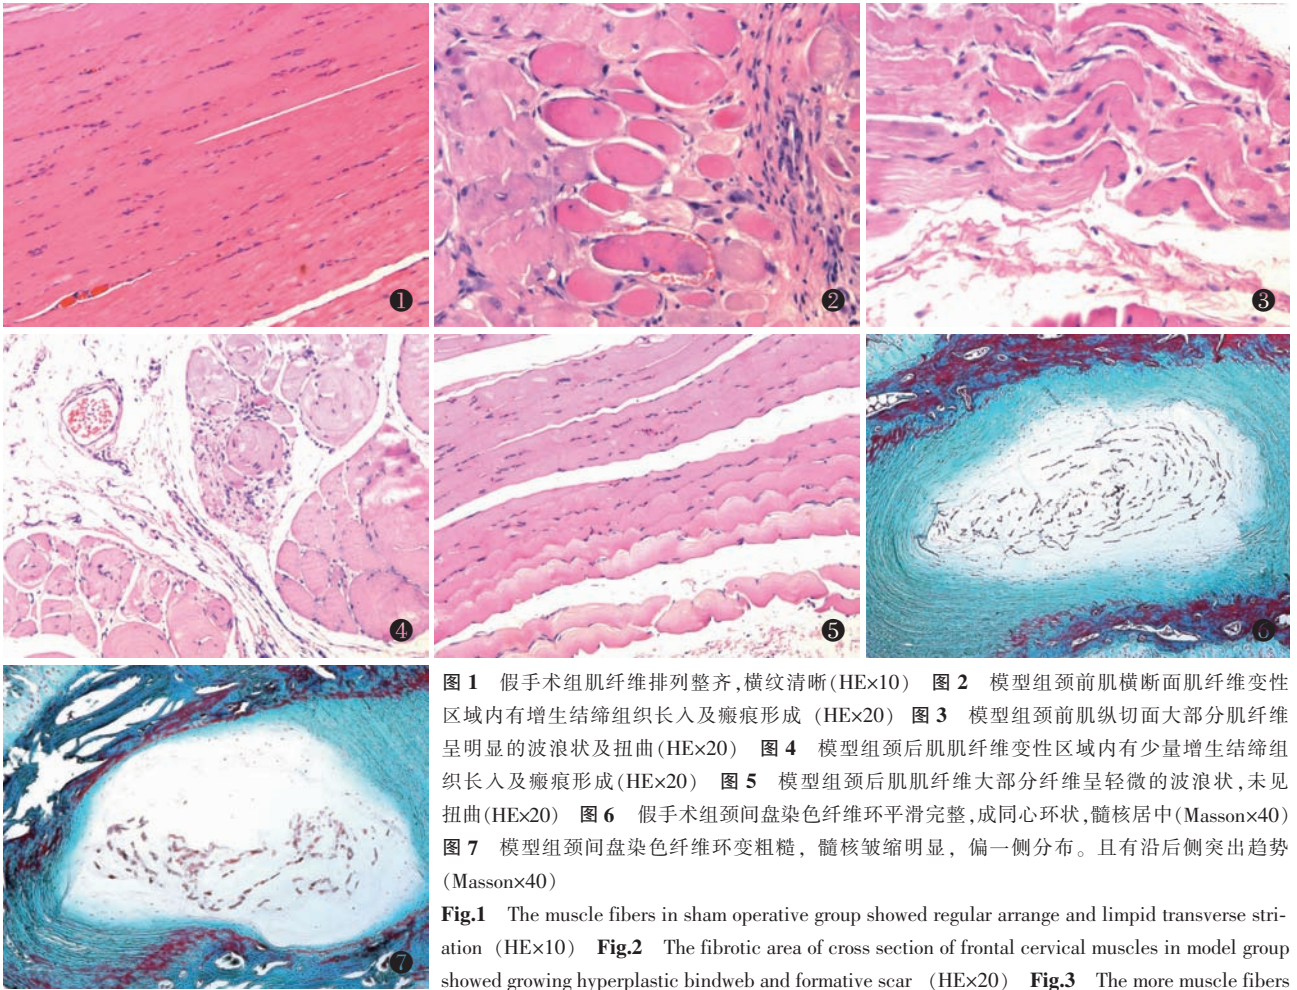 ❶
❷
❸
❹
❺
❻
❼
图 1 假手术组肌纤维排列整齐,横纹清晰(HE×10) 图 2 模型组颈前肌横断面肌纤维变性
区域内有增生结缔组织长入及瘢痕形成 (HE×20) 图 3 模型组颈前肌纵切面大部分肌纤维
呈明显的波浪状及扭曲(HE×20) 图 4 模型组颈后肌肌纤维变性区域内有少量增生结缔组
织长入及瘢痕形成(HE×20) 图 5 模型组颈后肌肌纤维大部分纤维呈轻微的波浪状,未见
扭曲(HE×20) 图 6 假手术组颈间盘染色纤维环平滑完整,成同心环状,髓核居中(Masson×40)
图 7 模型组颈间盘染色纤维环变粗糙, 髓核皱缩明显, 偏一侧分布。且有沿后侧突出趋势
(Masson×40)
Fig.1 The muscle fibers in sham operative group showed regular arrange and limpid transverse stri-
ation (HE×10) Fig.2 The fibrotic area of cross section of frontal cervical muscles in model group
showed growing hyperplastic bindweb and formative scar (HE×20) Fig.3 The more muscle fibers